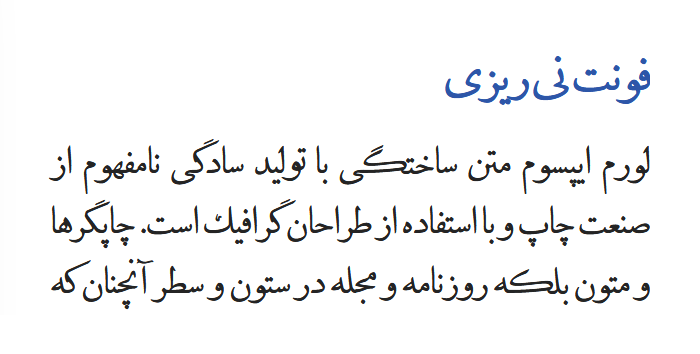 فونت نی ریزی
لورم ایپسوم متن ساختگی با تولید سادگی نامفهوم از
صنعت چاپ و با استفاده از طراحان گرافیک است. چاپگرها
و متون بلکه روزنامه و مجله در ستون و سطر آنچنان که